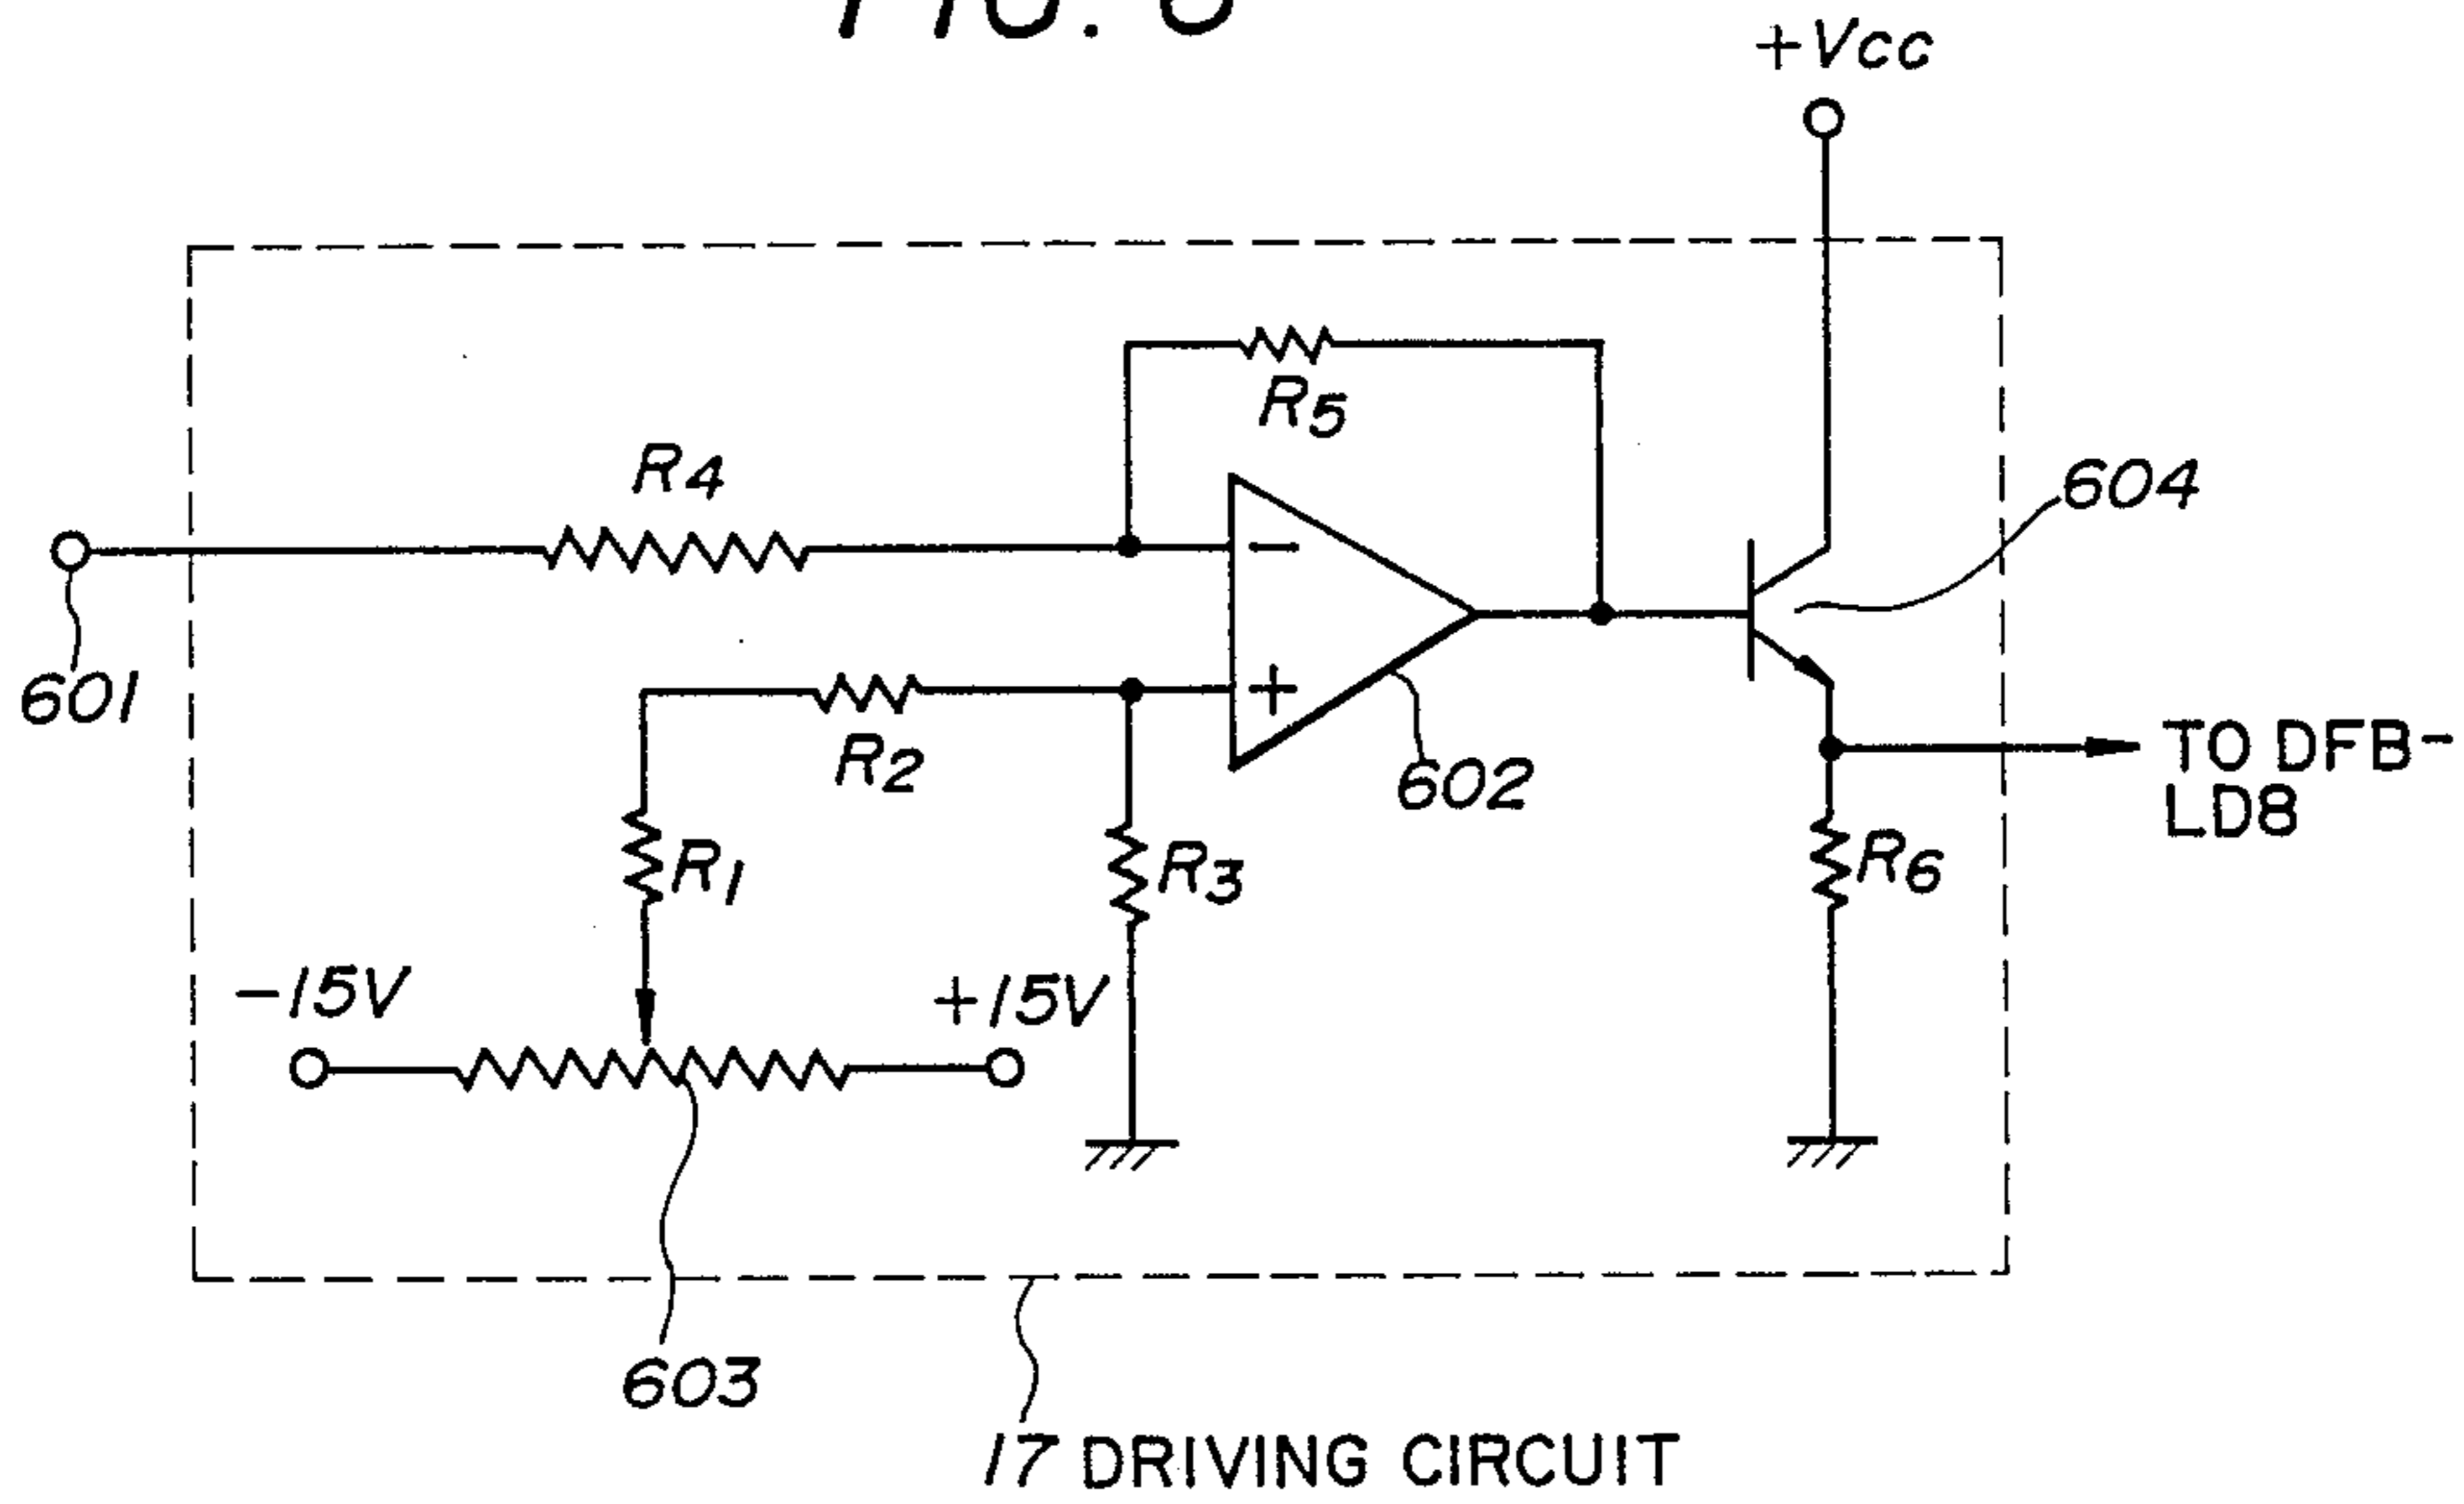 +Vcc
R5
R4
604
601
R2
602
TO DFB-
LD8
R1
R3
R6
-15V
+15V
603
17 DRIVING CIRCUIT